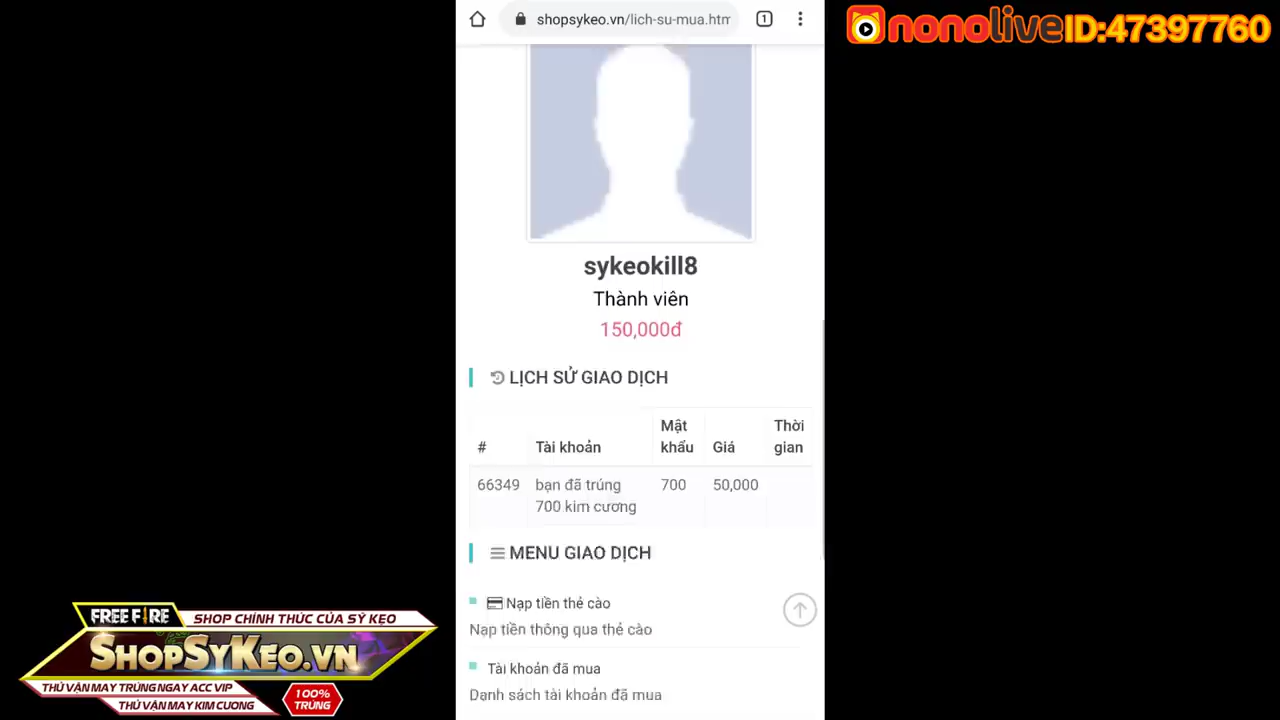 shopsykeo.vn/lich-su-mua.htm
1
nonolive ID:47397760
sykeokill8
Thành viên
150,000đ
LỊCH SỬ GIAO DỊCH
# Tài khoản Mật khẩu Giá Thời gian
66349 bạn đã trúng 700 kim cương 700 50,000
MENU GIAO DỊCH
Nạp tiền thẻ cào
Nạp tiền thông qua thẻ cào
Tài khoản đã mua
Danh sách tài khoản đã mua
FREE FIRE
SHOP CHÍNH THỨC CỦA SỸ KẸO
SHOPSYKEO.VN
THỬ VẬN MAY TRÚNG NGAY ACC VIP
THỬ VẬN MAY KIM CƯƠNG
100%
TRÚNG